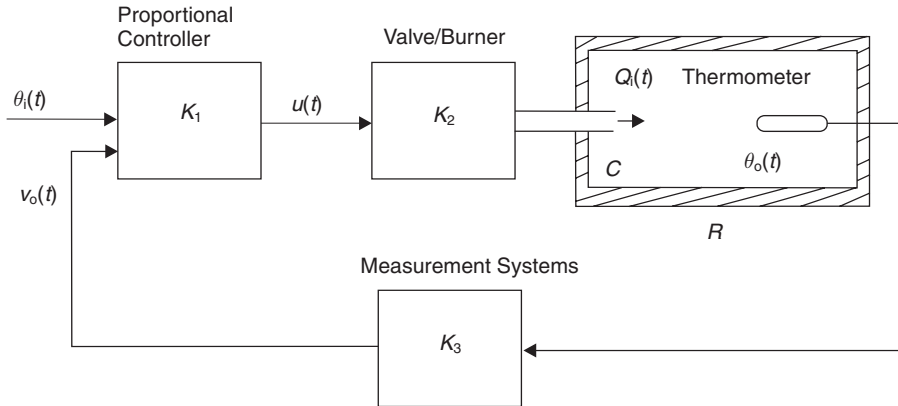 Proportional
Controller
Valve/Burner
θi(t)
K1
u(t)
K2
Qi(t)
Thermometer
θo(t)
C
vo(t)
R
Measurement Systems
K3